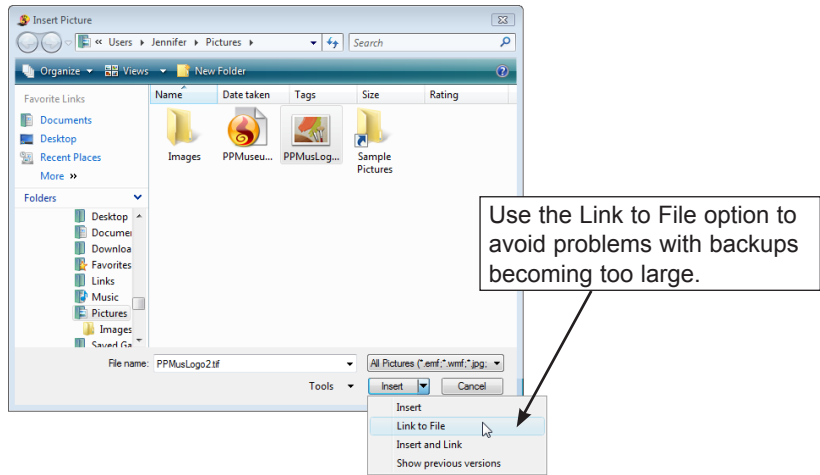 Insert Picture
« Users Jennifer Pictures Search
Organize Views New Folder
Favorite Links
Documents
Desktop
Recent Places
More »
Folders
Desktop
Documei
Downloa
Favorites
Links
Music
Pictures
Images
Saved Ga
Name Date taken Tags Size Rating
Images PPMuseu... PPMusLog... Sample
Pictures
File name: PPMusLogo2.tif All Pictures (*.emf;*.wmf;*.jpg;
Tools Insert Cancel
Insert
Link to File
Insert and Link
Show previous versions
Use the Link to File option to
avoid problems with backups
becoming too large.